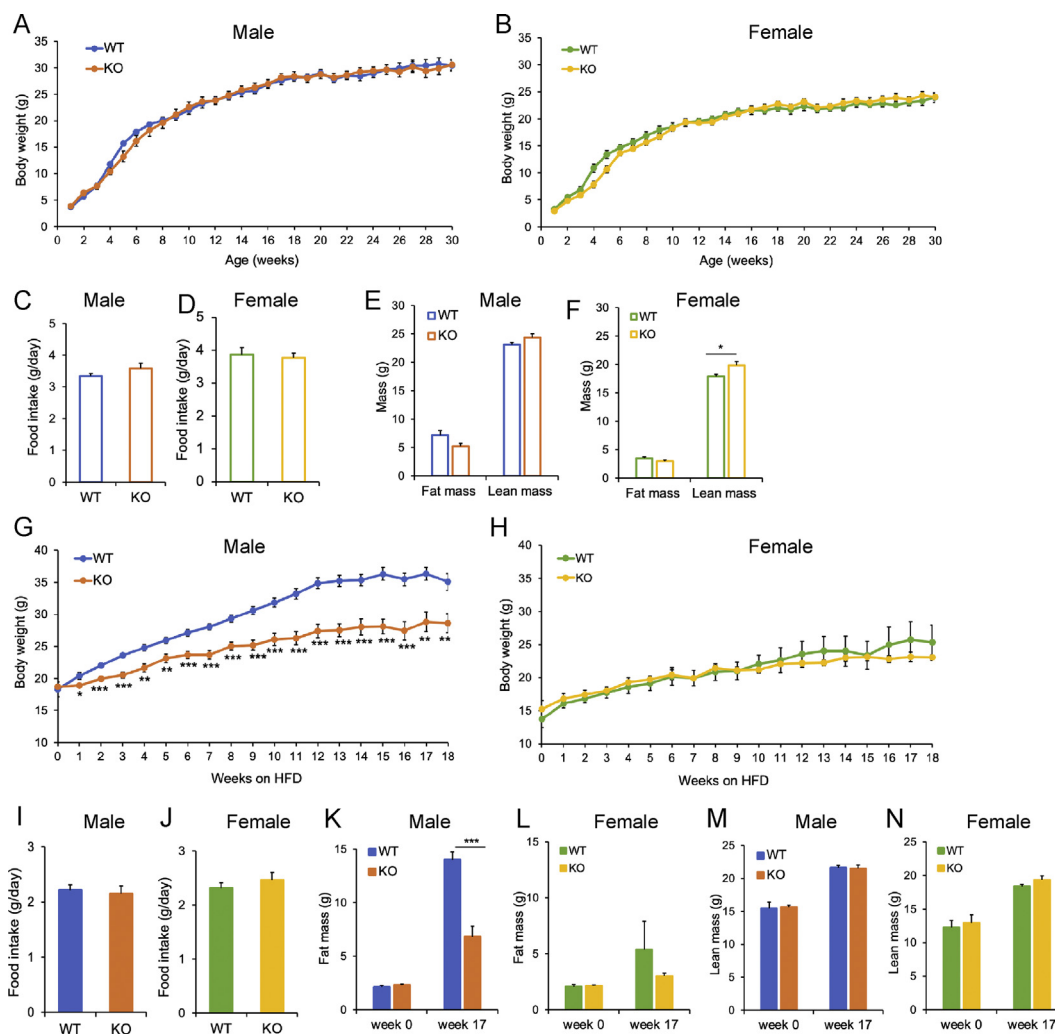 A
Male
WT
KO
Body weight (g)
35
30
25
20
15
10
5
0
0 2 4 6 8 10 12 14 16 18 20 22 24 26 28 30
Age (weeks)
B
Female
WT
KO
Body weight (g)
35
30
25
20
15
10
5
0
0 2 4 6 8 10 12 14 16 18 20 22 24 26 28 30
Age (weeks)
C
Male
Food intake (g/day)
5
4
3
2
1
0
WT KO
D
Female
Food intake (g/day)
5
4
3
2
1
0
WT KO
E
Male
WT
KO
Mass (g)
30
25
20
15
10
5
0
Fat mass Lean mass
F
Female
WT
KO
*
Mass (g)
30
25
20
15
10
5
0
Fat mass Lean mass
G
Male
WT
KO
Body weight (g)
40
35
30
25
20
15
10
* *** *** ** ** *** *** *** *** *** *** *** *** *** *** *** ** **
0 1 2 3 4 5 6 7 8 9 10 11 12 13 14 15 16 17 18
Weeks on HFD
H
Female
WT
KO
Body weight (g)
40
35
30
25
20
15
10
0 1 2 3 4 5 6 7 8 9 10 11 12 13 14 15 16 17 18
Weeks on HFD
I
Male
Food intake (g/day)
3
2
1
0
WT KO
J
Female
Food intake (g/day)
3
2
1
0
WT KO
K
Male
WT
KO
***
Fat mass (g)
15
10
5
0
week 0 week 17
L
Female
WT
KO
Fat mass (g)
15
10
5
0
week 0 week 17
M
Male
WT
KO
Lean mass (g)
25
20
15
10
5
0
week 0 week 17
N
Female
WT
KO
Lean mass (g)
25
20
15
10
5
0
week 0 week 17